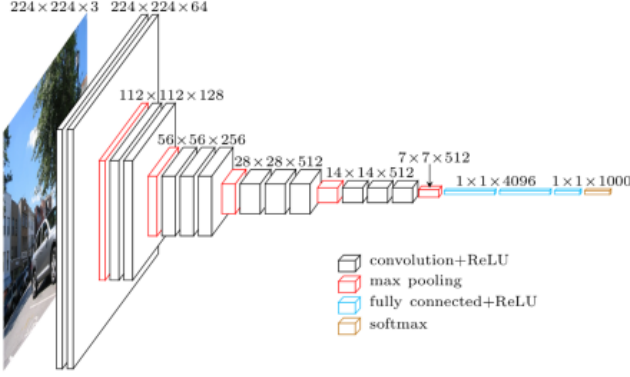 224×224×3
224×224×64
112×112×128
56×56×256
28×28×512
14×14×512
7×7×512
1×1×4096
1×1×1000
convolution+ReLU
max pooling
fully connected+ReLU
softmax